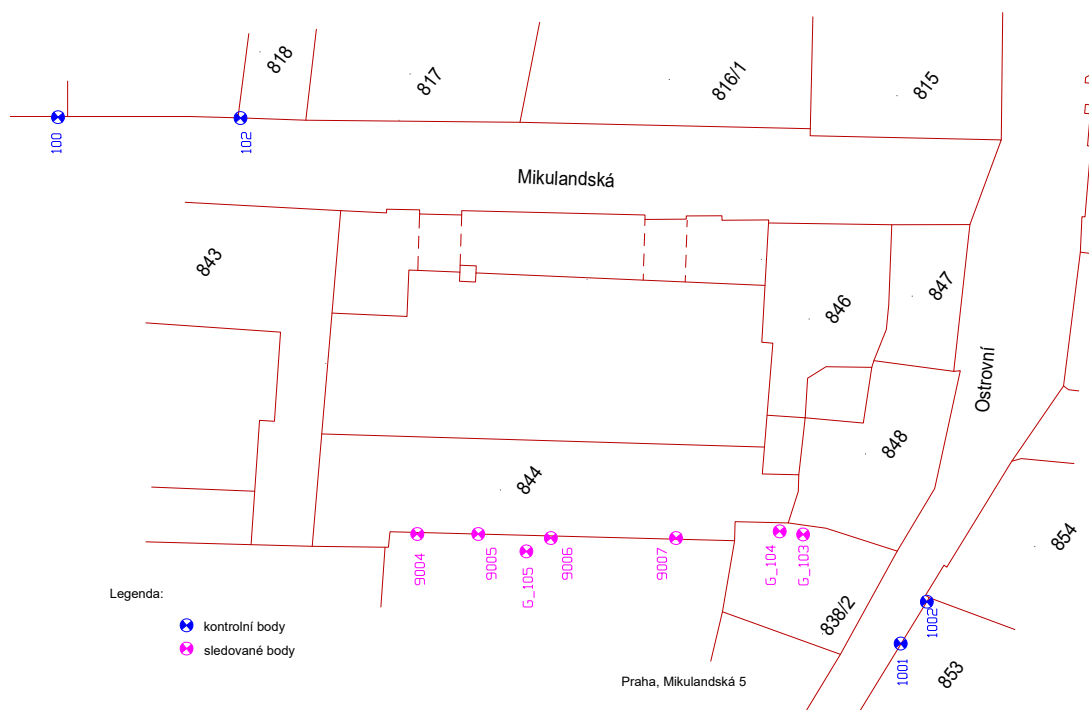 818
817
816/1
815
100
102
Mikulandská
843
846
847
Ostrovní
848
844
9004
9005
G_105
9006
9007
G_104
G_103
854
838/2
1002
1001
853
Legenda:
kontrolní body
sledované body
Praha, Mikulandská 5